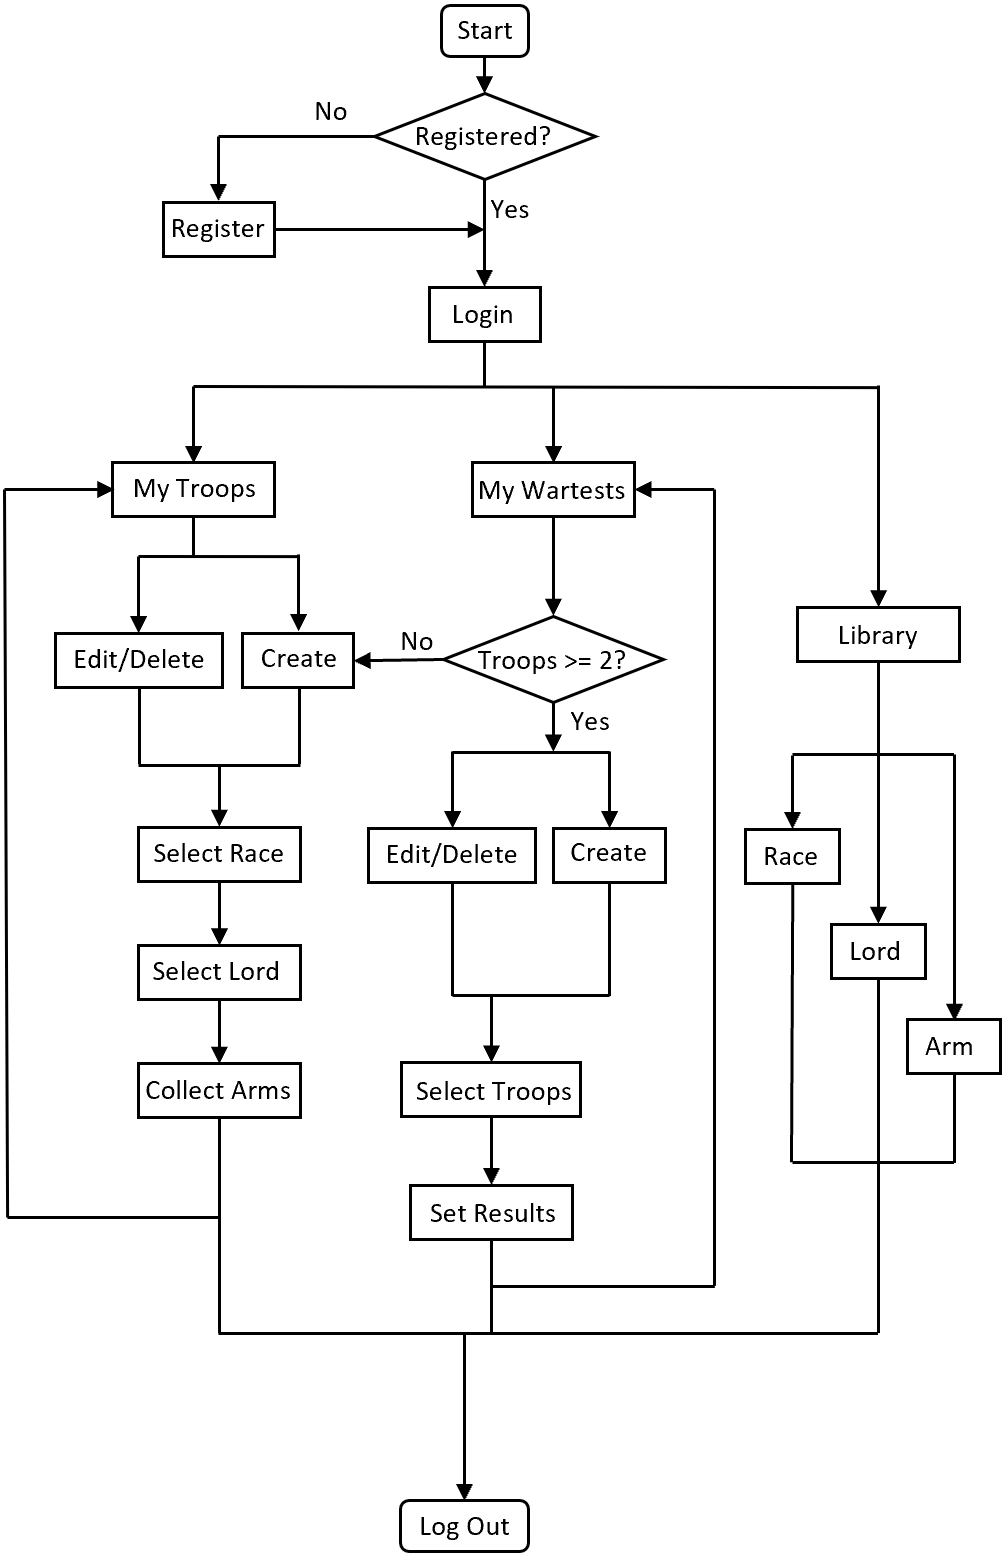 Start
No
Registered?
Yes
Register
Login
My Troops
My Wartests
Library
Edit/Delete
Create
No
Troops >= 2?
Yes
Select Race
Edit/Delete
Create
Race
Select Lord
Lord
Collect Arms
Select Troops
Arm
Set Results
Log Out